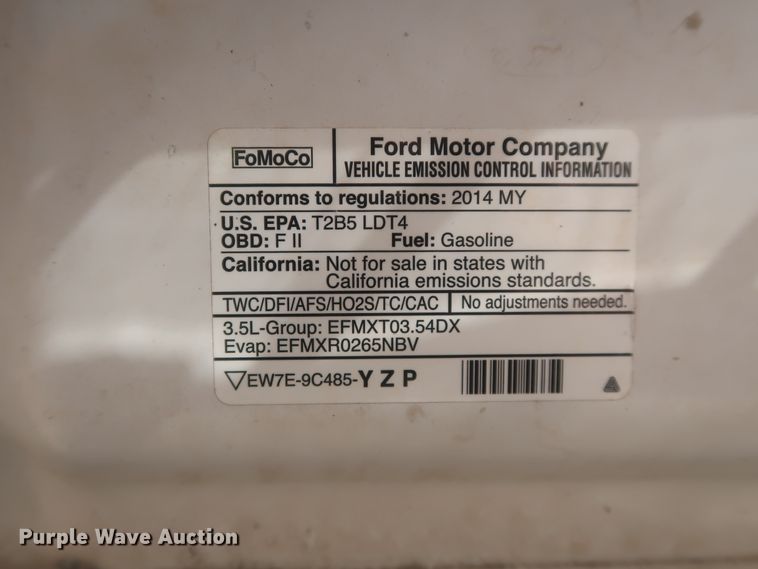 FoMoCo
Ford Motor Company
VEHICLE EMISSION CONTROL INFORMATION
Conforms to regulations: 2014 MY
U.S. EPA: T2B5 LDT4
OBD: F II Fuel: Gasoline
California: Not for sale in states with
California emissions standards.
TWC/DFI/AFS/HO2S/TC/CAC No adjustments needed.
3.5L-Group: EFMXT03.54DX
Evap: EFMXR0265NBV
EW7E-9C485-Y Z P
Purple Wave Auction